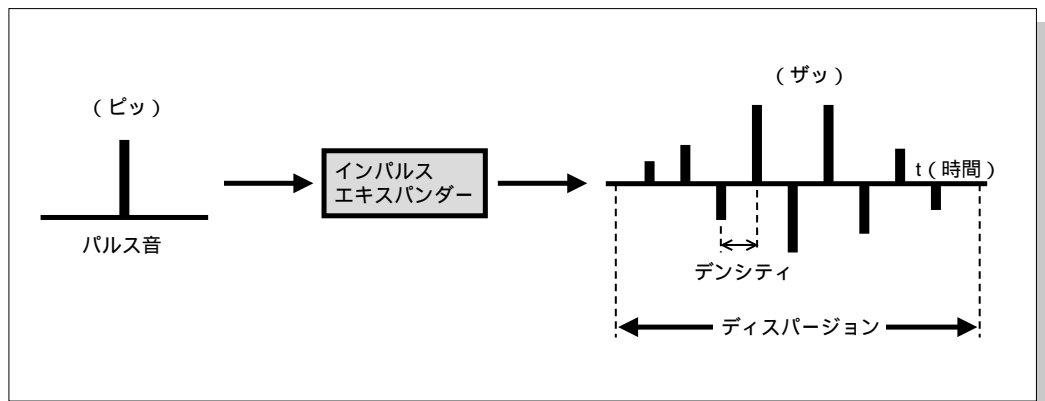 (ピッ)
パルス音
インパルス
エキスパンダー
(ザッ)
t(時間)
デンシティ
ディスパージョン